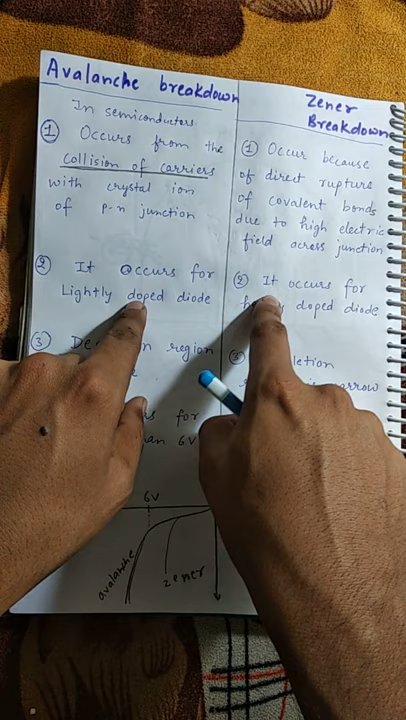 Avalanche breakdown
In semiconductors
① Occurs from the
Collision of carriers
with crystal ion
of p-n junction
② It occurs for
Lightly doped diode
③ region
6V
6V
avalanche
zener
Zener
Breakdown
① Occur because
of direct rupture
of covalent bonds
due to high electric
field across junction
② It occurs for
doped diode
③